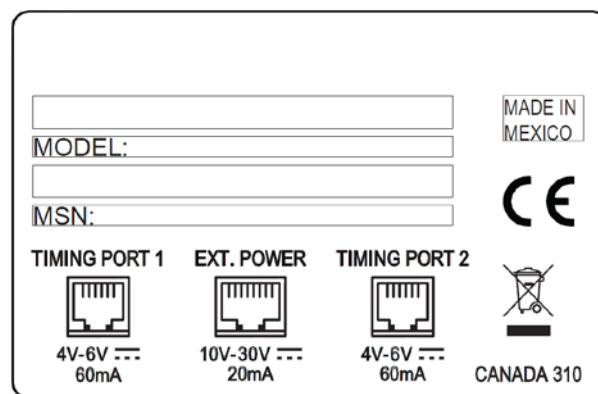 MADE IN
MEXICO
MODEL:
MSN:
CE
TIMING PORT 1 EXT. POWER TIMING PORT 2
4V-6V ⎓ 10V-30V ⎓ 4V-6V ⎓
60mA 20mA 60mA
CANADA 310